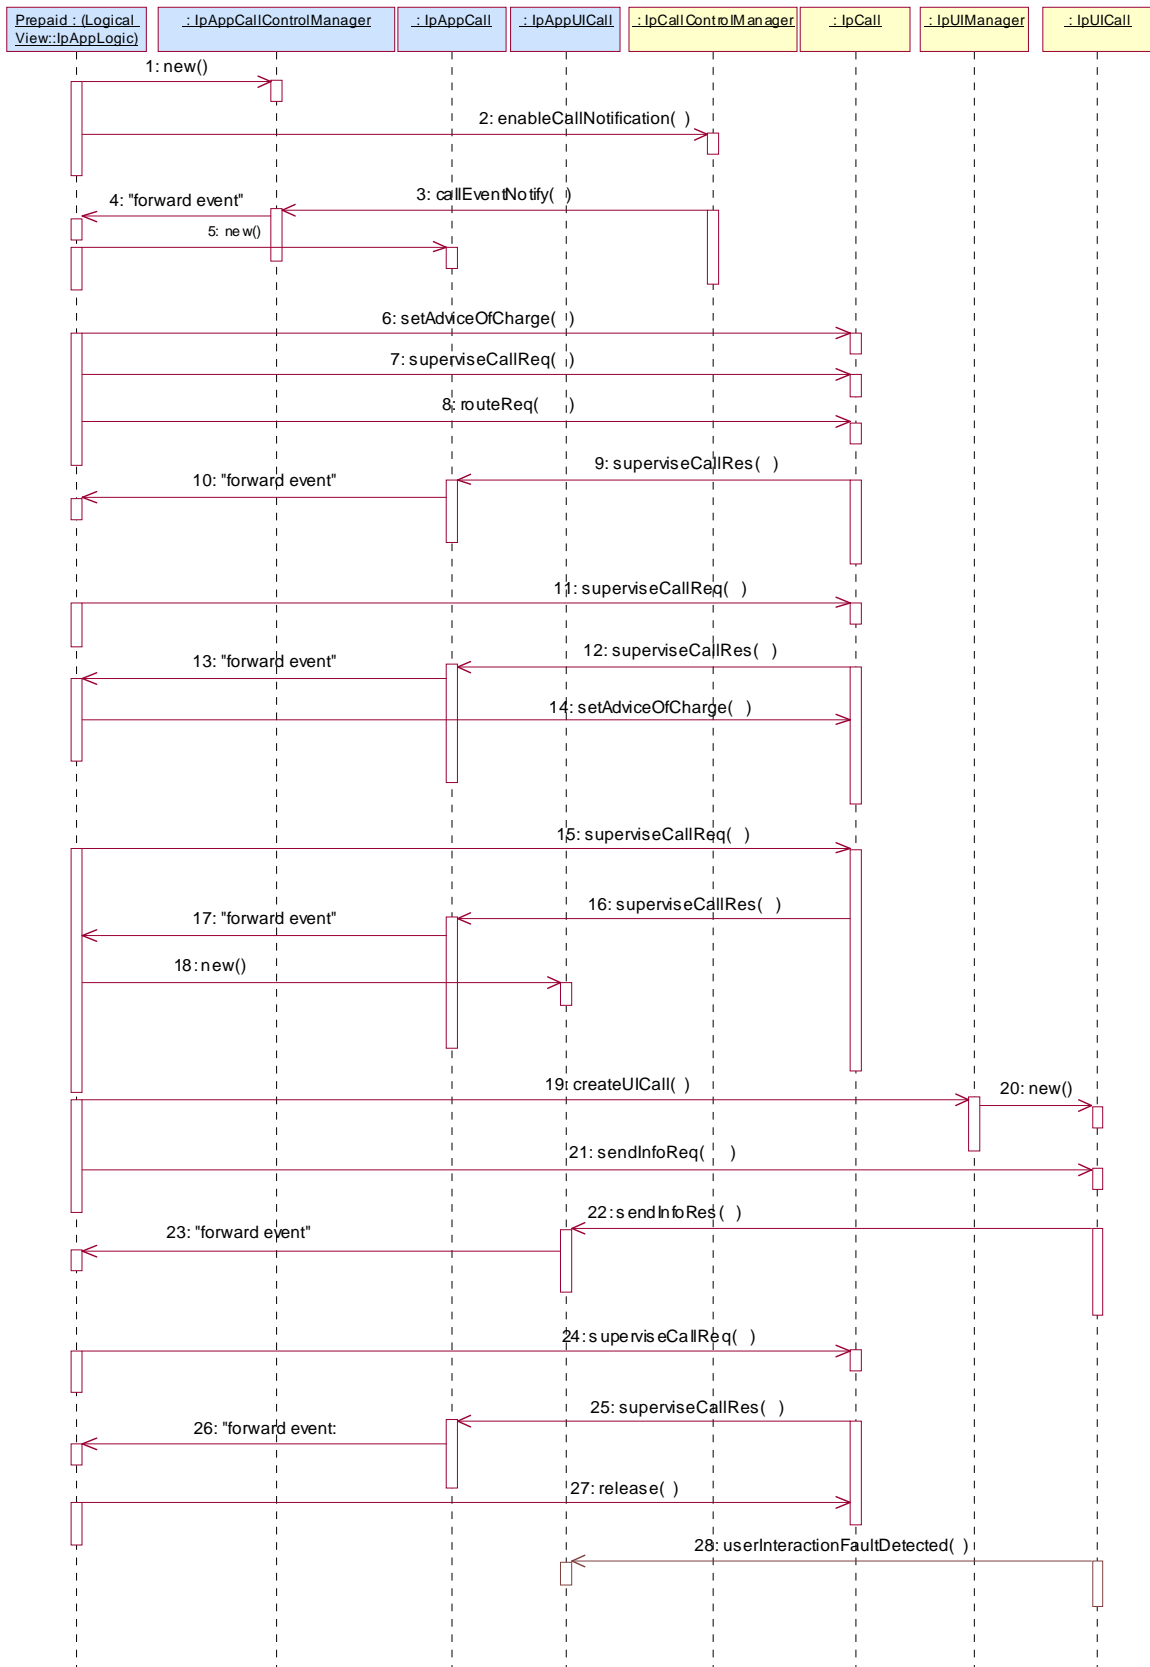 Prepaid : (Logical
View::IpAppLogic)
: IpAppCallControlManager
: IpAppCall
: IpAppUICall
: IpCallControlManager
: IpCall
: IpUIManager
: IpUICall
1: new()
2: enableCallNotification( )
3: callEventNotify( )
4: "forward event"
5: new()
6: setAdviceOfCharge( )
7: superviseCallReq( )
8: routeReq( )
9: superviseCallRes( )
10: "forward event"
11: superviseCallReq( )
12: superviseCallRes( )
13: "forward event"
14: setAdviceOfCharge( )
15: superviseCallReq( )
16: superviseCallRes( )
17: "forward event"
18: new()
19: createUICall( )
20: new()
21: sendInfoReq( )
22: sendInfoRes( )
23: "forward event"
24: superviseCallReq( )
25: superviseCallRes( )
26: "forward event:
27: release( )
28: userInteractionFaultDetected( )